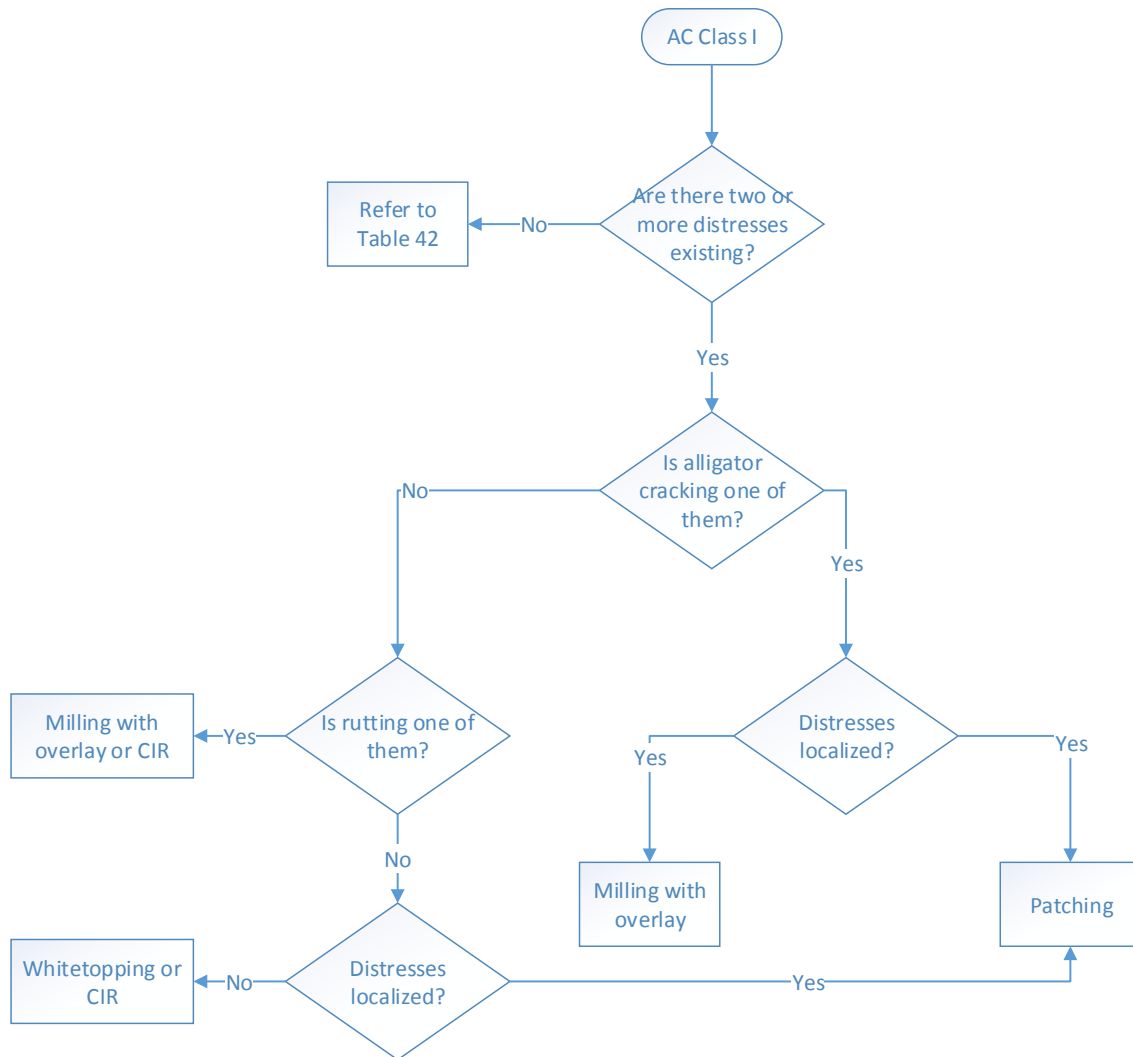 AC Class I
Are there two or
more distresses
existing?
No
Refer to
Table 42
Yes
Is alligator
cracking one of
them?
No
Yes
Is rutting one of
them?
Yes
Milling with
overlay or CIR
Distresses
localized?
Yes
Yes
No
Milling with
overlay
Patching
Distresses
localized?
No
Whitetopping or
CIR
Yes